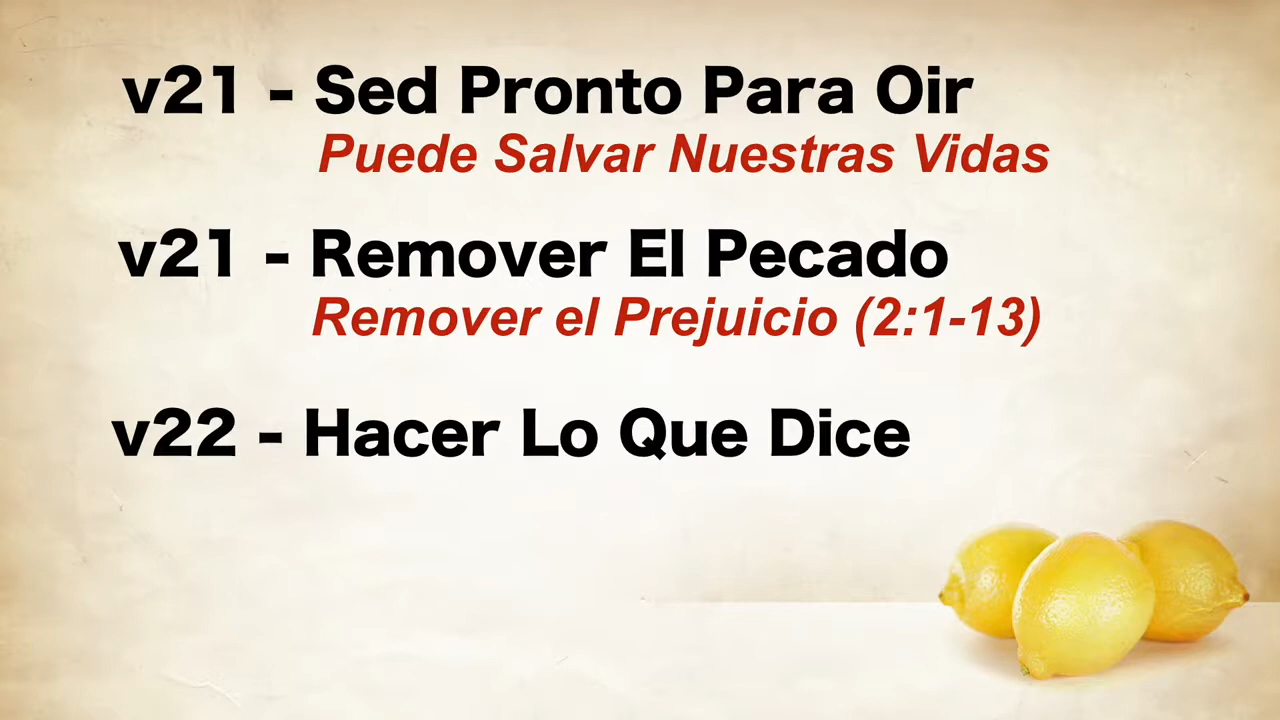 v21 - Sed Pronto Para Oir
Puede Salvar Nuestras Vidas
v21 - Remover El Pecado
Remover el Prejuicio (2:1-13)
v22 - Hacer Lo Que Dice